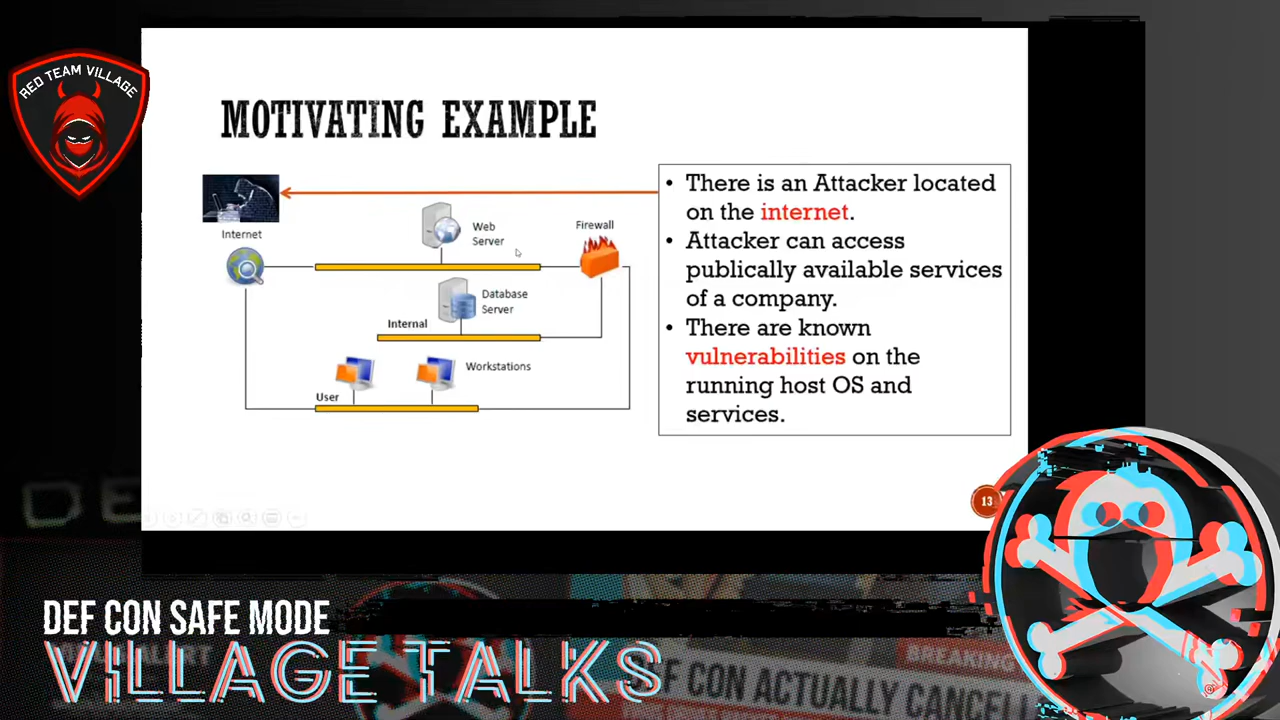 RED TEAM VILLAGE
MOTIVATING EXAMPLE
Internet
Web
Server
Firewall
Database
Server
Internal
Workstations
User
• There is an Attacker located
on the internet.
• Attacker can access
publically available services
of a company.
• There are known
vulnerabilities on the
running host OS and
services.
13
DEF CON SAFE MODE
VILLAGE TALKS
DEF CON ACTUALLY
BREAKING